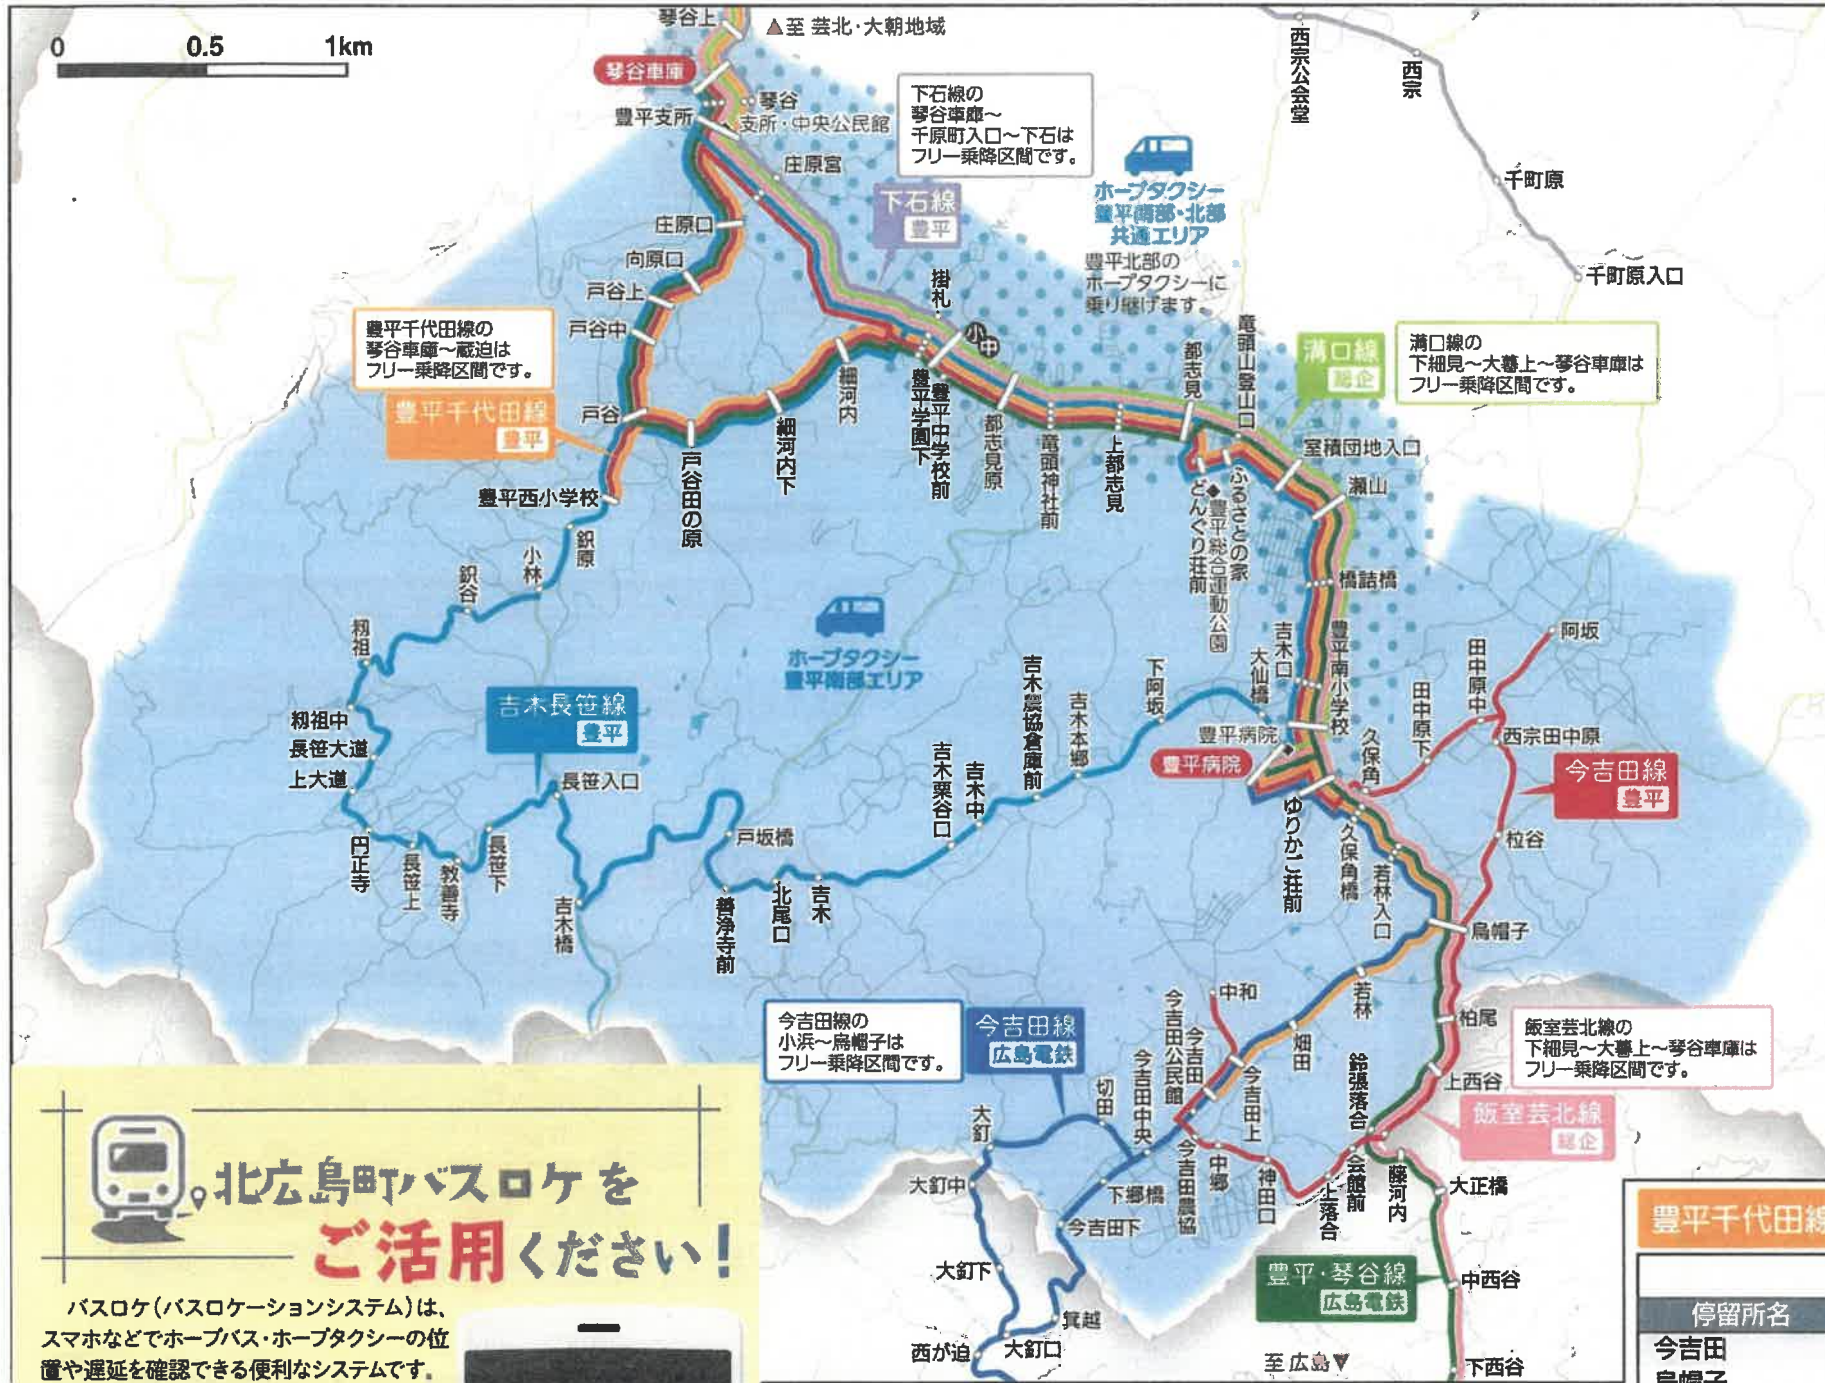 0 0.5 1km
▲至 芸北・大朝地域
琴谷上
琴谷車庫
琴谷
豊平支所
支所・中央公民館
庄原宮
下石線の
琴谷車庫～
千原町入口～下石は
フリー乗降区間です。
下石線
豊平
ホープタクシー
豊平南部・北部
共通エリア
豊平北部の
ホープタクシーに
乗り継げます。
西宗公会堂
西宗
千町原
千町原入口
庄原口
向原口
戸谷上
戸谷中
戸谷
豊平千代田線の
琴谷車庫～蔵迫は
フリー乗降区間です。
豊平千代田線
豊平
豊平西小学校
戸谷田の原
細河内下
細河内
掛札
小
中
豊平学園下
豊平中学校前
都志見原
竜頭神社前
上都志見
都志見
竜頭山登山口
溝口線
総企
溝口線の
下細見～大暮上～琴谷車庫は
フリー乗降区間です。
室積団地入口
瀬山
どんぐり荘前
◆豊平総合運動公園
ふるさとの家
橋詰橋
吉木口
豊平南小学校
大仙橋
豊平病院
豊平病院
ゆりかご荘前
久保角
久保角橋
若林入口
田中原下
田中原中
阿坂
西宗田中原
今吉田線
豊平
柆谷
烏帽子
鈬原
小林
鈬谷
籾祖
籾祖中
長笹大道
上大道
円正寺
長笹上
教善寺
長笹下
長笹入口
吉木長笹線
豊平
ホープタクシー
豊平南部エリア
吉木橋
戸坂橋
善浄寺前
北尾口
吉木
吉木栗谷口
吉木中
吉木農協倉庫前
吉木本郷
下阿坂
今吉田線の
小浜～烏帽子は
フリー乗降区間です。
今吉田線
広島電鉄
若林
畑田
中和
今吉田公民館
今吉田
今吉田上
今吉田中央
切田
大釘
大釘中
大釘下
西が迫
大釘口
箕越
今吉田下
下郷橋
今吉田農協
中郷
神田口
上落合
会館前
鈴張落合
藤河内
柏尾
上西谷
飯室芸北線の
下細見～大暮上～琴谷車庫は
フリー乗降区間です。
飯室芸北線
総企
大正橋
中西谷
下西谷
豊平・琴谷線
広島電鉄
至 広島▼
北広島町バスロケを
ご活用ください！
バスロケ（バスロケーションシステム）は、
スマホなどでホープバス・ホープタクシーの位
置や遅延を確認できる便利なシステムです。
豊平千代田線
停留所名
今吉田
烏帽子